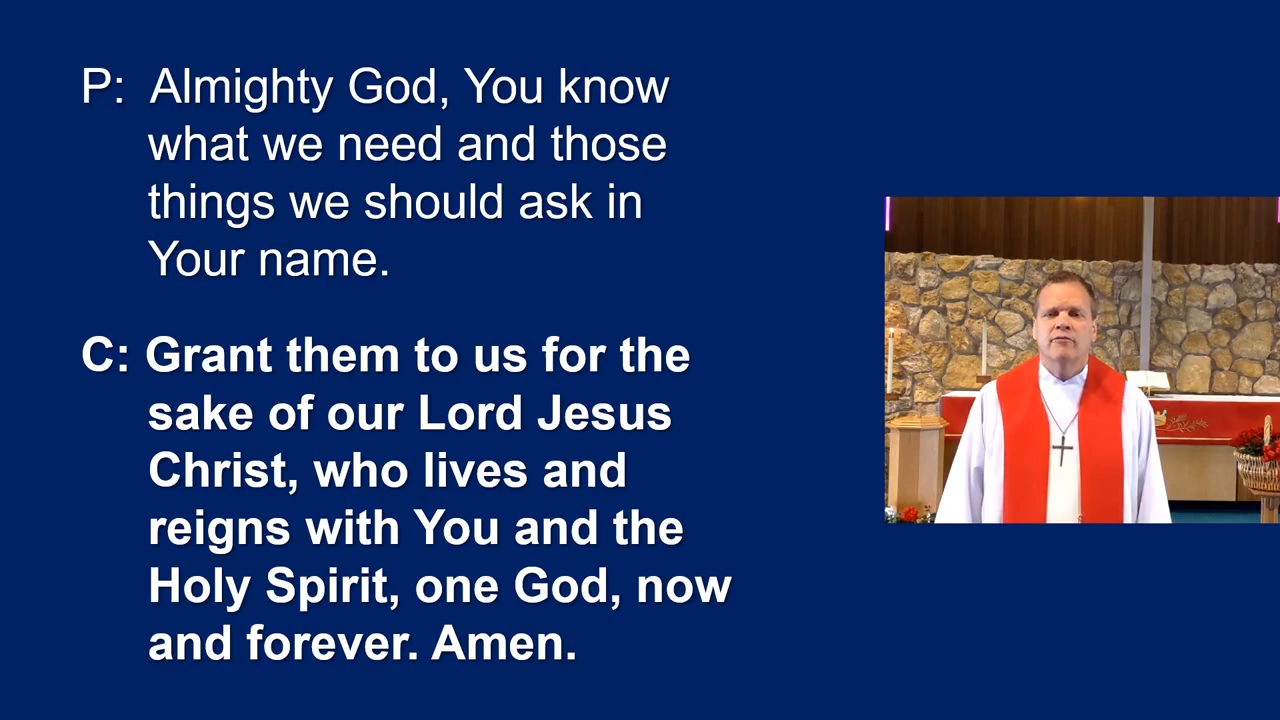 P: Almighty God, You know
what we need and those
things we should ask in
Your name.
C: Grant them to us for the
sake of our Lord Jesus
Christ, who lives and
reigns with You and the
Holy Spirit, one God, now
and forever. Amen.